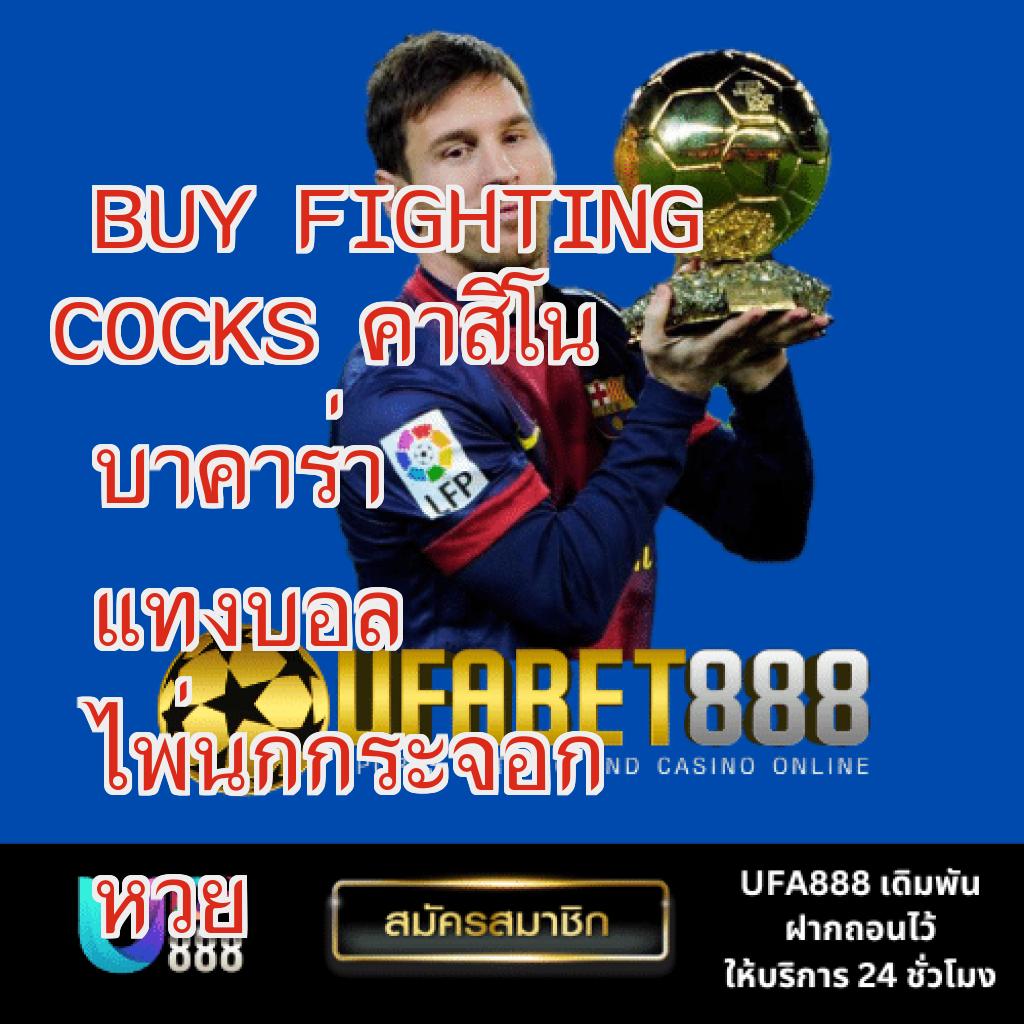 BUY FIGHTING
COCKS คาสิโน
บาคาร่า
LFP
แทงบอล
UFABET888
ไพ่นกกระจอก
ND CASINO ONLINE
หวย
888
สมัครสมาชิก
UFA888 เดิมพัน
ฝากถอนไว้
ให้บริการ 24 ชั่วโมง